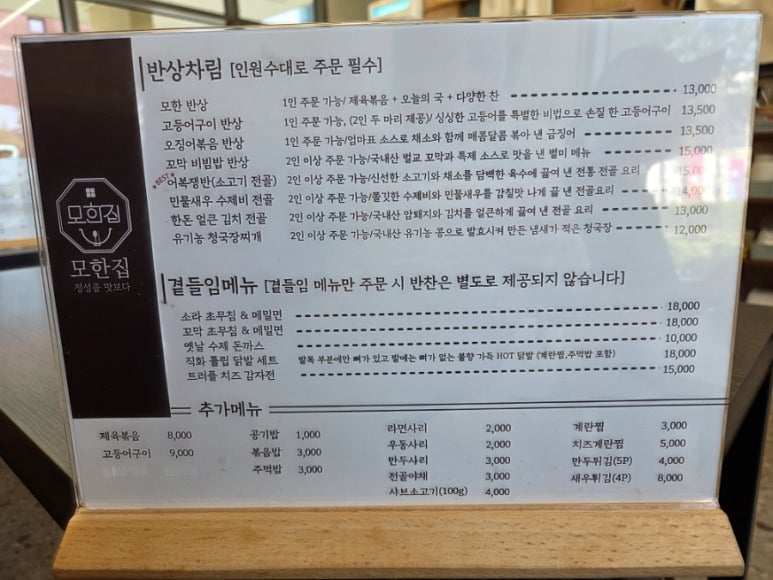 반상차림 [인원수대로 주문 필수]
모한 반상 1인 주문 가능/ 제육볶음 + 오늘의 국 + 다양한 찬 13,000
고등어구이 반상 1인 주문 가능, (2인 두 마리 제공)/ 싱싱한 고등어를 특별한 비법으로 손질 한 고등어구이 13,500
오징어볶음 반상 1인 주문 가능/엄마표 소스로 채소와 함께 매콤달콤 볶아 낸 금징어 13,500
꼬막 비빔밥 반상 2인 이상 주문 가능/국내산 벌교 꼬막과 특제 소스로 맛을 낸 별미 메뉴 15,000
BEST 어복쟁반(소고기 전골) 2인 이상 주문 가능/신선한 소고기와 채소를 담백한 육수에 끓여 낸 전통 전골 요리 15,000
민물새우 수제비 전골 2인 이상 주문 가능/쫄깃한 수제비와 민물새우를 감칠맛 나게 끓 낸 전골요리 14,000
한돈 얼큰 김치 전골 2인 이상 주문 가능/국내산 암퇘지와 김치를 얼큰하게 끓여 낸 전골 요리 13,000
유기농 청국장찌개 2인 이상 주문 가능/국내산 유기농 콩으로 발효시켜 만든 냄새가 적은 청국장 12,000
모한집
모한집
정성을 맛보다
곁들임메뉴 [곁들임 메뉴만 주문 시 반찬은 별도로 제공되지 않습니다]
소라 초무침 & 메밀면 18,000
꼬막 초무침 & 메밀면 18,000
옛날 수제 돈까스 10,000
직화 튤립 닭발 세트 발목 부분에만 뼈가 있고 발에는 뼈가 없는 불향 가득 HOT 닭발 (계란찜,주먹밥 포함) 18,000
트러플 치즈 감자전 15,000
추가메뉴
제육볶음 8,000
고등어구이 9,000
공기밥 1,000
볶음밥 3,000
주먹밥 3,000
라면사리 2,000
우동사리 2,000
만두사리 3,000
전골야채 3,000
샤브소고기(100g) 4,000
계란찜 3,000
치즈계란찜 5,000
만두튀김(5P) 4,000
새우튀김(4P) 8,000